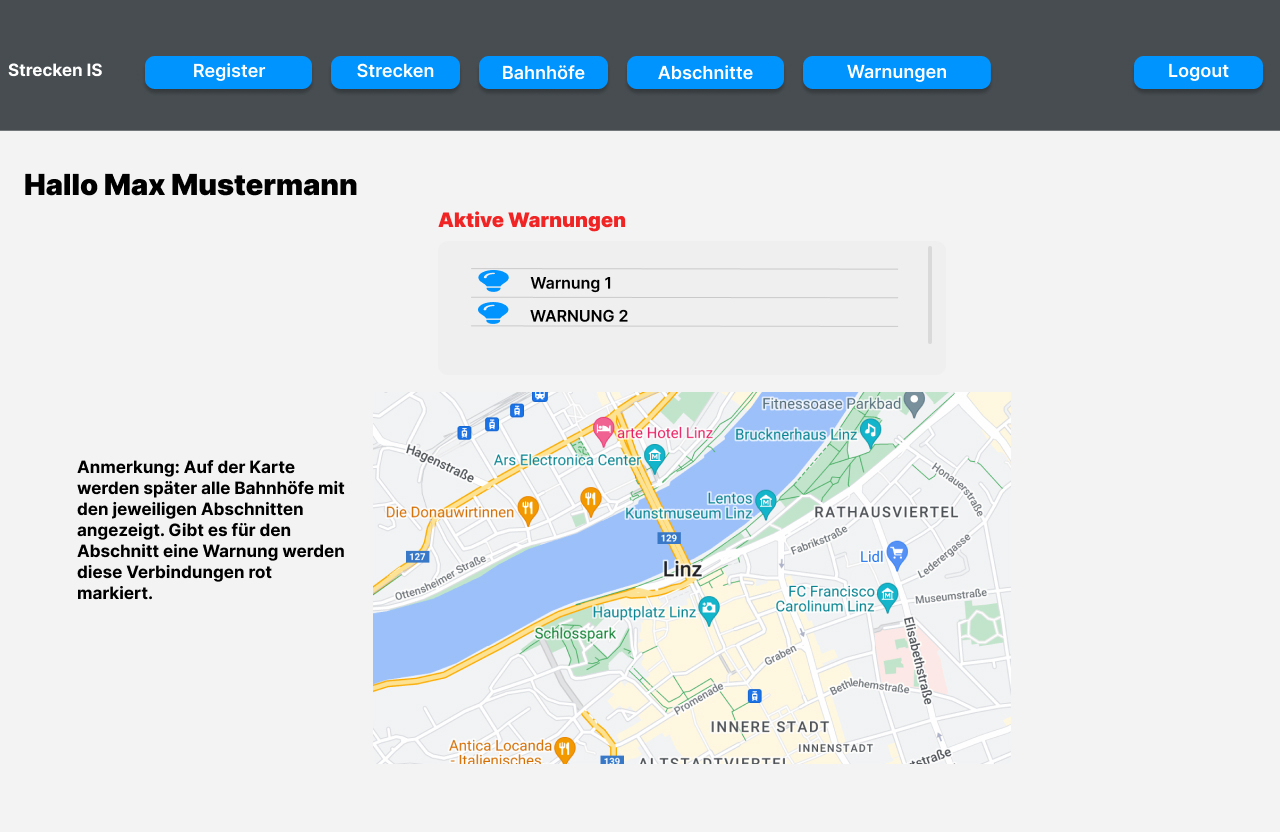 Strecken IS
Register
Strecken
Bahnhöfe
Abschnitte
Warnungen
Logout
Hallo Max Mustermann
Aktive Warnungen
Warnung 1
WARNUNG 2
Anmerkung: Auf der Karte
werden später alle Bahnhöfe mit
den jeweiligen Abschnitten
angezeigt. Gibt es für den
Abschnitt eine Warnung werden
diese Verbindungen rot
markiert.
Fitnessoase Parkbad
arte Hotel Linz
Brucknerhaus Linz
Hagenstraße
Ars Electronica Center
Honauerstraße
Lentos
Kunstmuseum Linz
Die Donauwirtinnen
RATHAUSVIERTEL
129
Fabrikstraße
Ledererergasse
127
Lidl
Linz
Ottensheimer Straße
FC Francisco
Carolinum Linz
Museumstraße
Hauptplatz Linz
Schlosspark
Elisabethstraße
Graben
Bethlehemstraße
Promenade
INNERE STADT
INNENSTADT
Antica Locanda
- Italienisches
139
ALTSTADTVIERTEL
straße